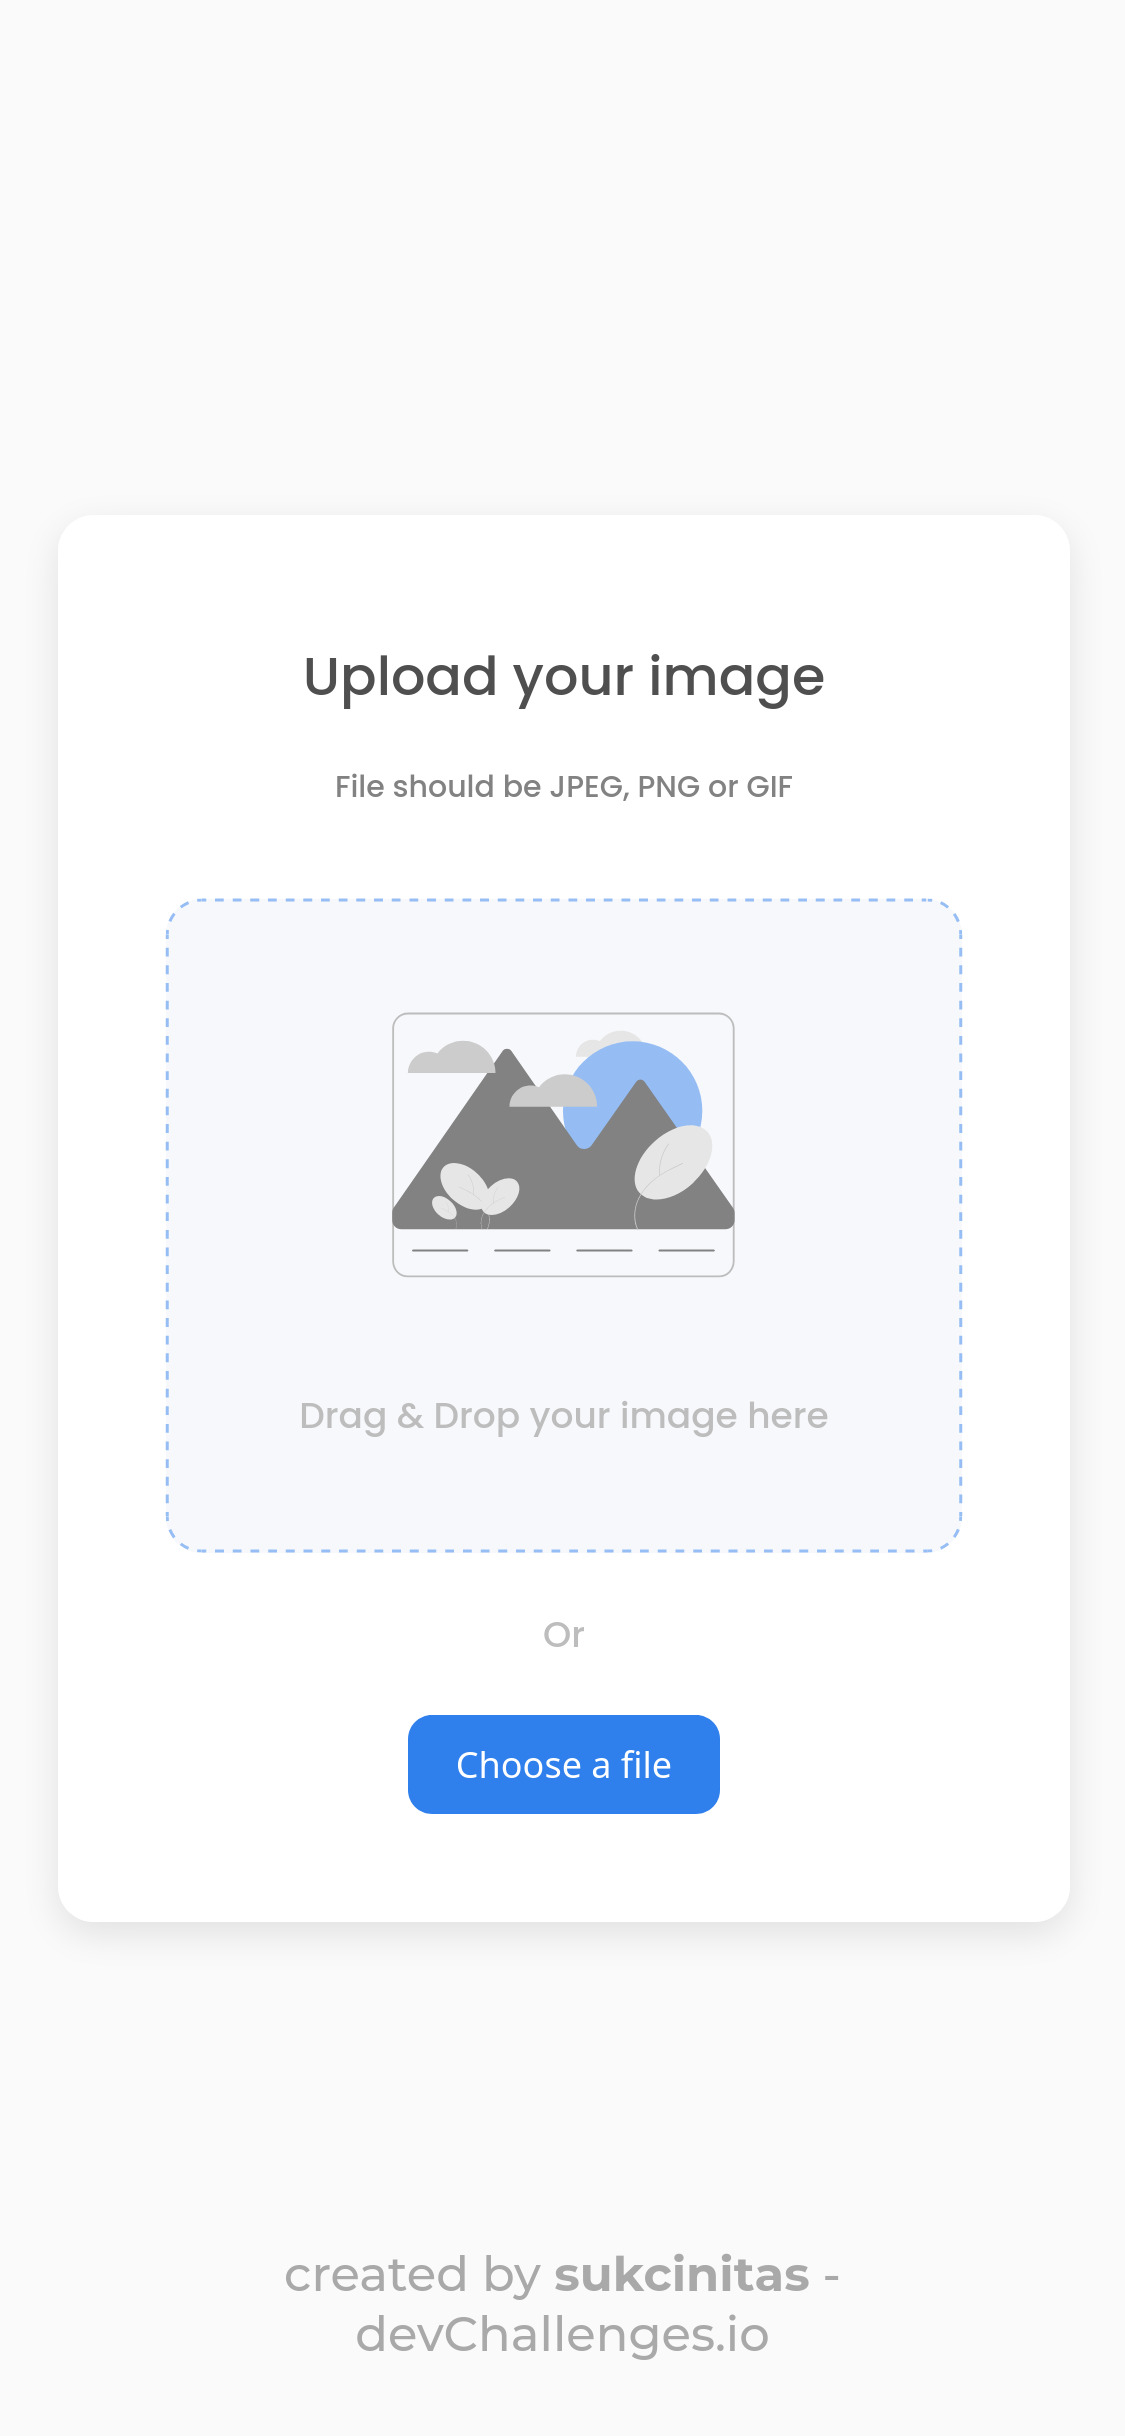 Upload your image
File should be JPEG, PNG or GIF
Drag & Drop your image here
Or
Choose a file
created by sukcinitas -
devChallenges.io